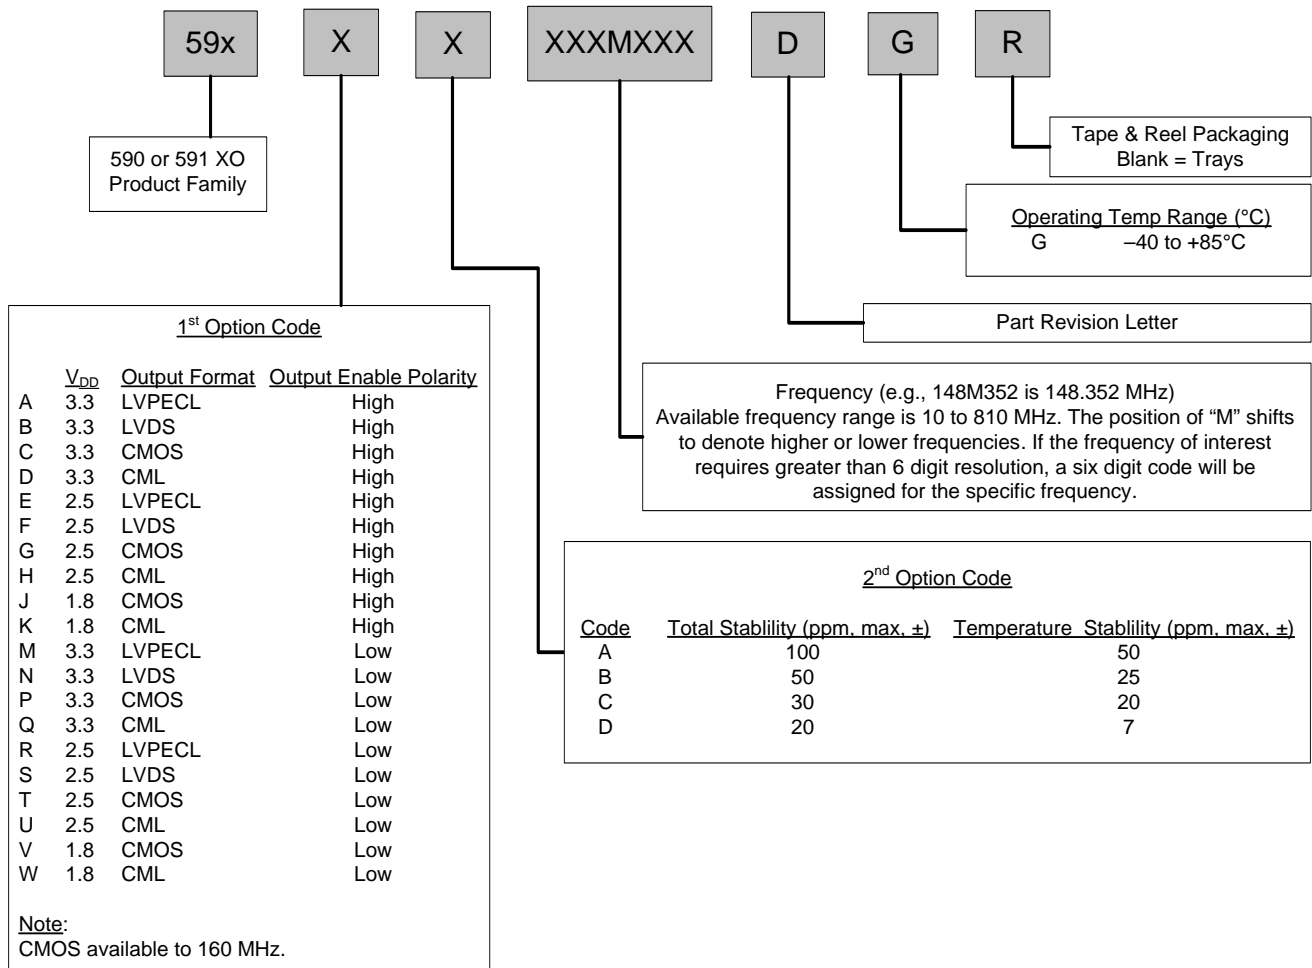 59x X X XXXMXXX D G R
590 or 591 XO
Product Family
Tape & Reel Packaging
Blank = Trays
Operating Temp Range (°C)
G –40 to +85°C
Part Revision Letter
Frequency (e.g., 148M352 is 148.352 MHz)
Available frequency range is 10 to 810 MHz. The position of “M” shifts
to denote higher or lower frequencies. If the frequency of interest
requires greater than 6 digit resolution, a six digit code will be
assigned for the specific frequency.
1st Option Code
VDD Output Format Output Enable Polarity
A 3.3 LVPECL High
B 3.3 LVDS High
C 3.3 CMOS High
D 3.3 CML High
E 2.5 LVPECL High
F 2.5 LVDS High
G 2.5 CMOS High
H 2.5 CML High
J 1.8 CMOS High
K 1.8 CML High
M 3.3 LVPECL Low
N 3.3 LVDS Low
P 3.3 CMOS Low
Q 3.3 CML Low
R 2.5 LVPECL Low
S 2.5 LVDS Low
T 2.5 CMOS Low
U 2.5 CML Low
V 1.8 CMOS Low
W 1.8 CML Low
Note:
CMOS available to 160 MHz.
2nd Option Code
Code Total Stablility (ppm, max, ±) Temperature Stablility (ppm, max, ±)
A 100 50
B 50 25
C 30 20
D 20 7